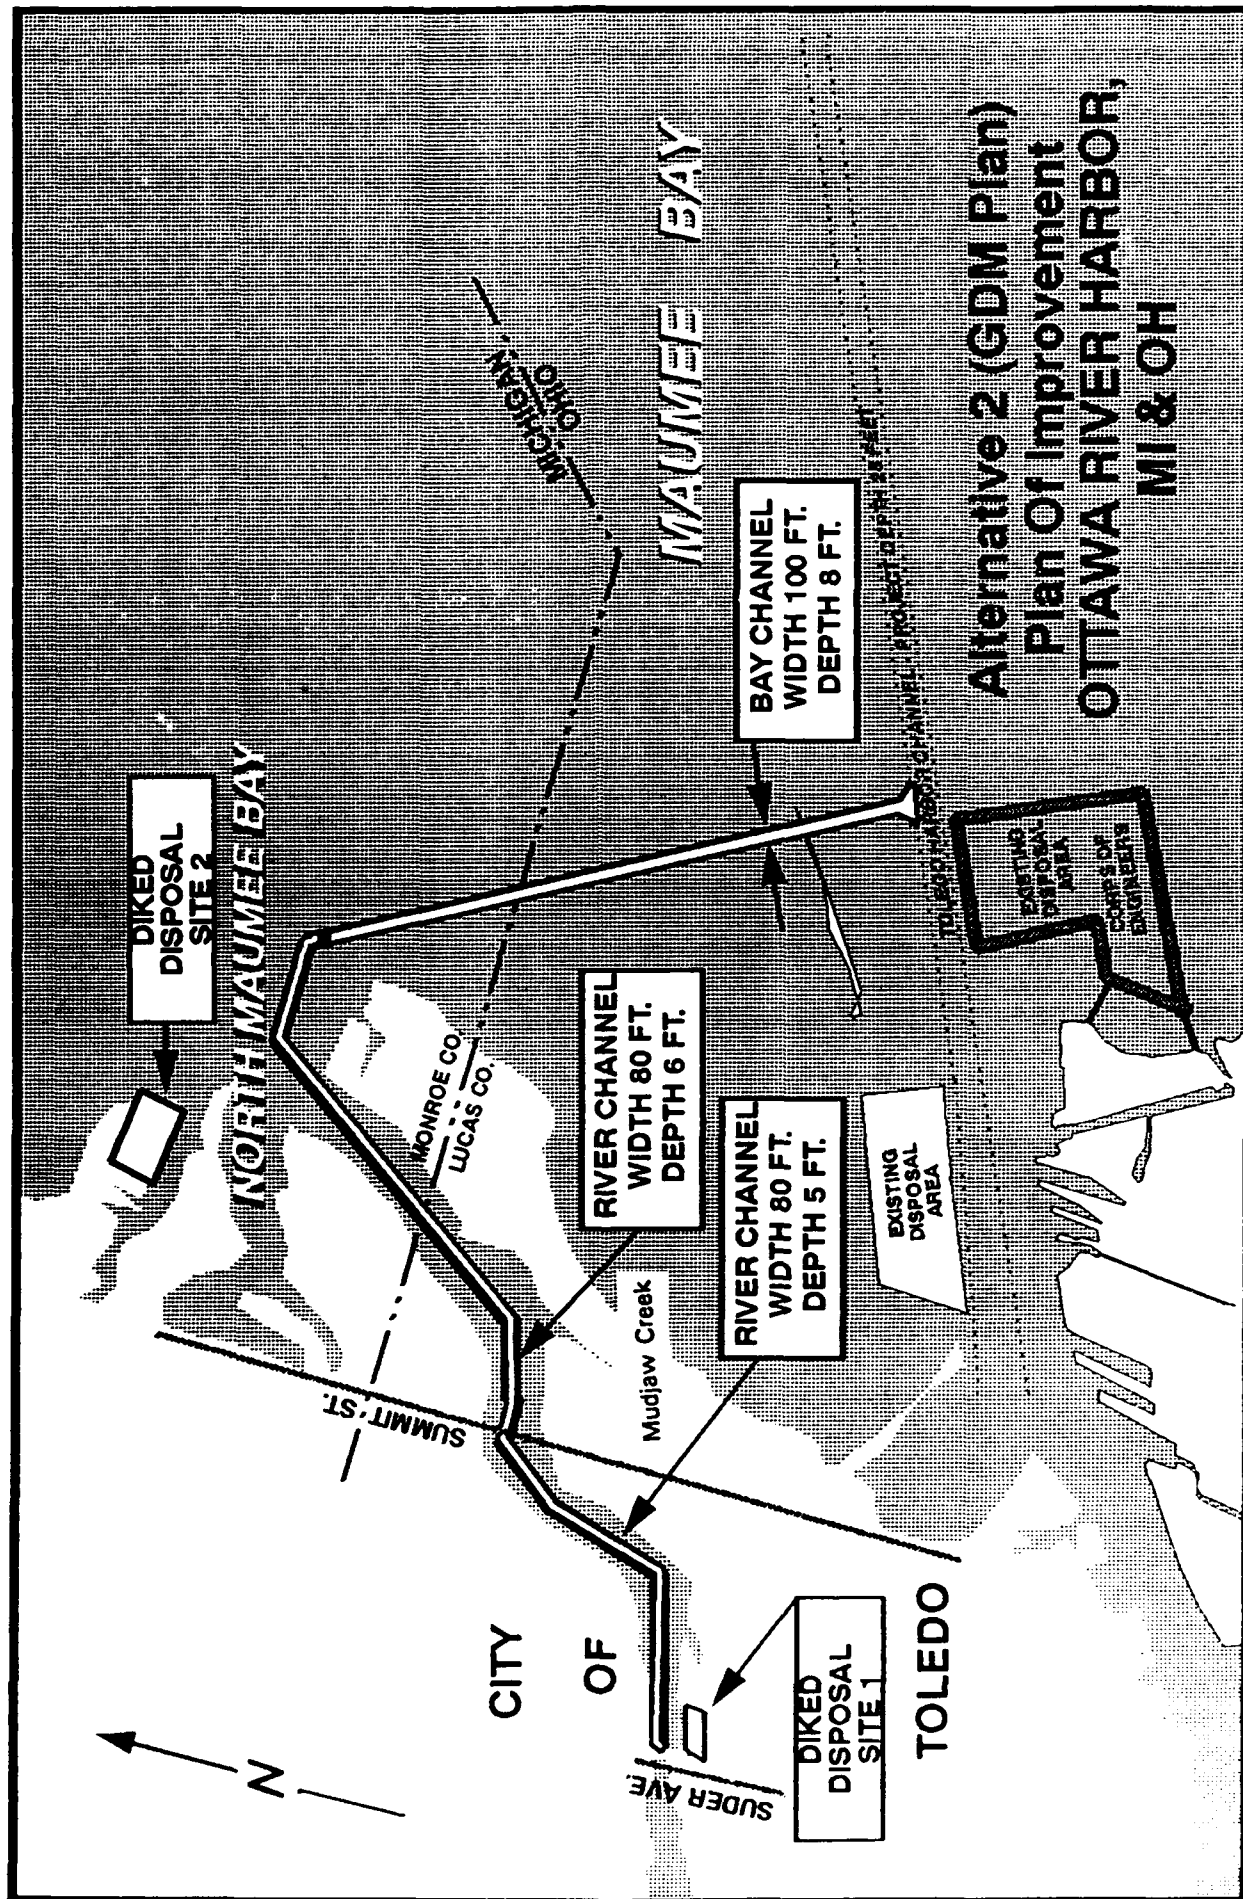 DIKED
DISPOSAL
SITE 2
NORTH MAUMEE BAY
N
SUMMIT ST.
MONROE CO.
LUCAS CO.
MICHIGAN
OHIO
MAUMEE BAY
CITY
OF
TOLEDO
RIVER CHANNEL
WIDTH 80 FT.
DEPTH 6 FT.
Mudjaw Creek
RIVER CHANNEL
WIDTH 80 FT.
DEPTH 5 FT.
BAY CHANNEL
WIDTH 100 FT.
DEPTH 8 FT.
SUDER AVE.
DIKED
DISPOSAL
SITE 1
EXISTING
DISPOSAL
AREA
TOLEDO HARBOR CHANNEL PROJECT DEPTH 28 FEET
EXISTING
DISPOSAL
AREA
CORPS OF
ENGINEERS
Alternative 2 (GDM Plan)
Plan Of Improvement
OTTAWA RIVER HARBOR,
MI & OH